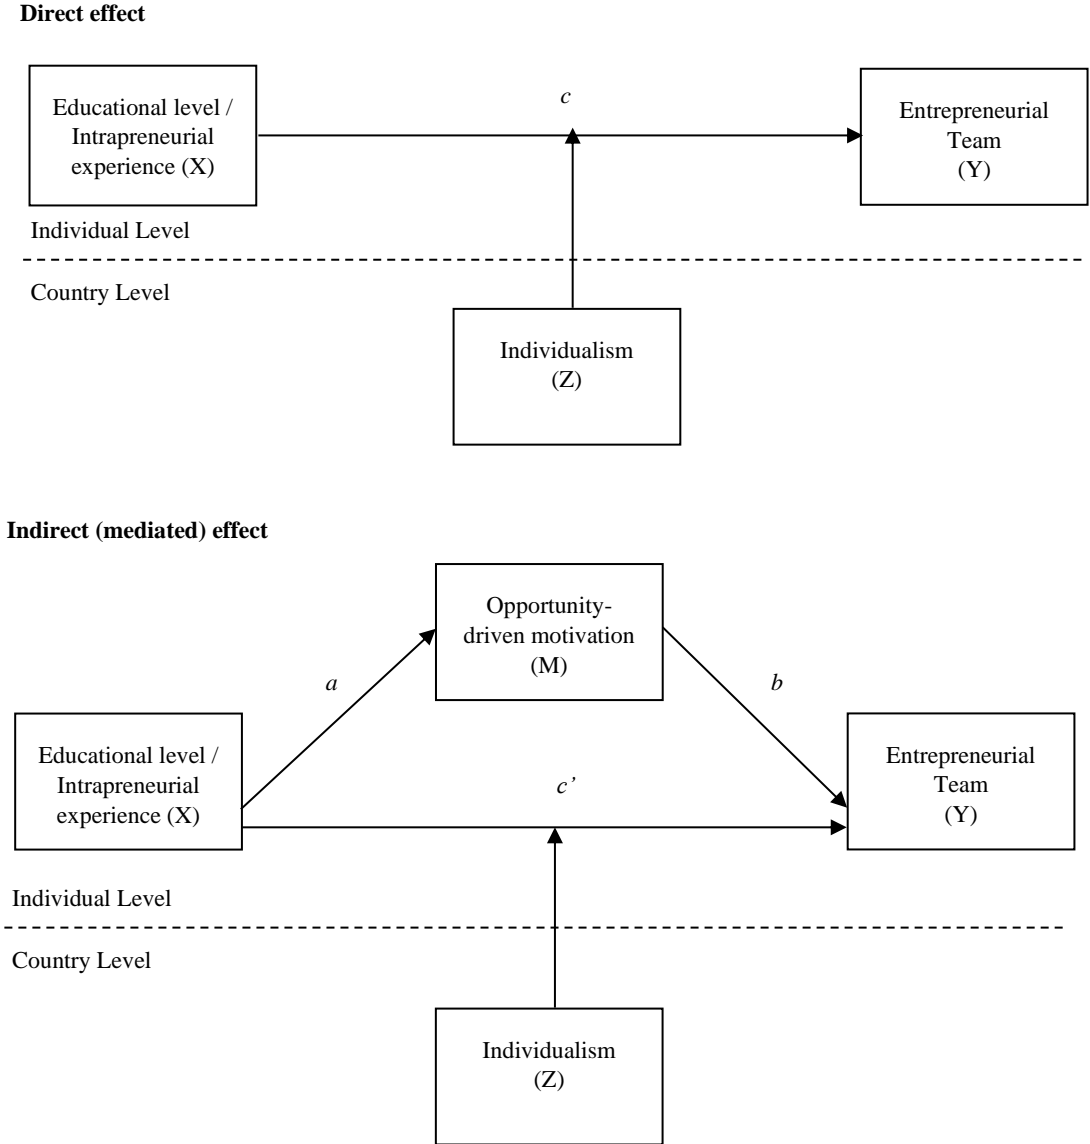 Direct effect
c
Educational level /
Intrapreneurial
experience (X)
Entrepreneurial
Team
(Y)
Individual Level
Country Level
Individualism
(Z)
Indirect (mediated) effect
Opportunity-
driven motivation
(M)
a
b
Educational level /
Intrapreneurial
experience (X)
c’
Entrepreneurial
Team
(Y)
Individual Level
Country Level
Individualism
(Z)